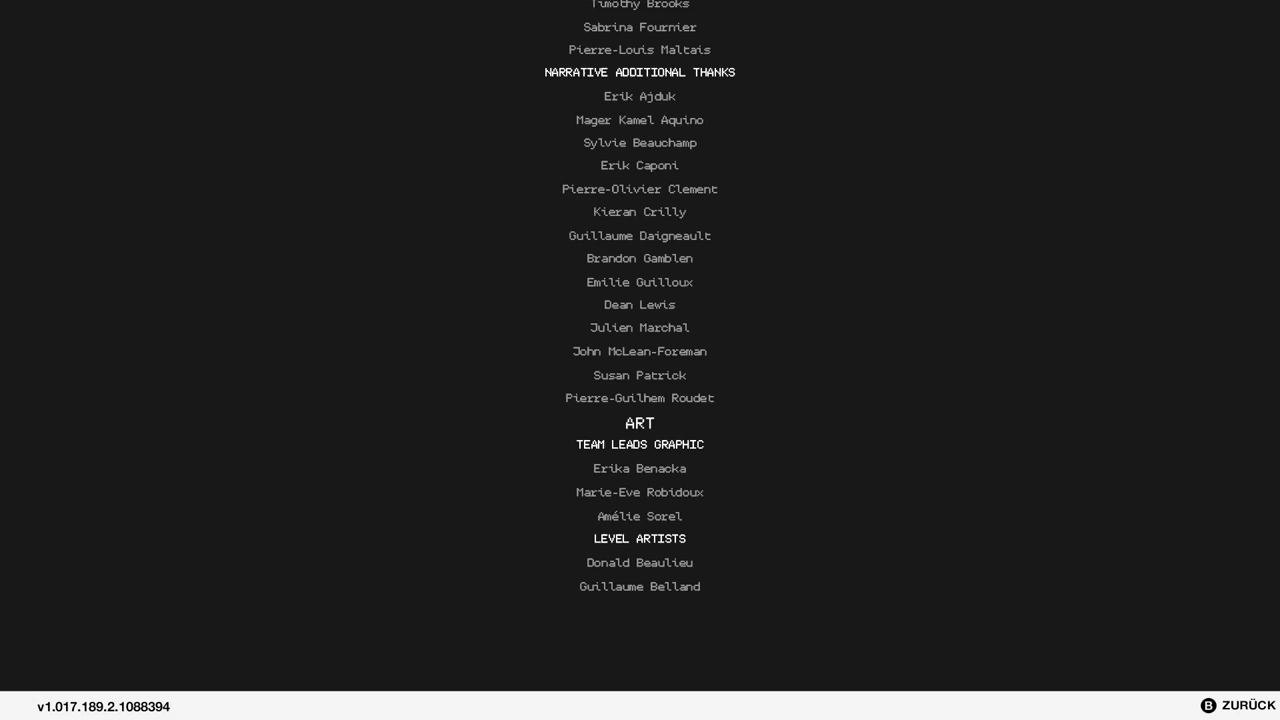 Timothy Brooks
Sabrina Fournier
Pierre-Louis Maltais
NARRATIVE ADDITIONAL THANKS
Erik Ajduk
Mager Kamel Aquino
Sylvie Beauchamp
Erik Caponi
Pierre-Olivier Clement
Kieran Crilly
Guillaume Daigneault
Brandon Gamblen
Emilie Guilloux
Dean Lewis
Julien Marchal
John McLean-Foreman
Susan Patrick
Pierre-Guilhem Roudet
ART
TEAM LEADS GRAPHIC
Erika Benacka
Marie-Eve Robidoux
Amélie Sorel
LEVEL ARTISTS
Donald Beaulieu
Guillaume Belland
v1.017.189.2.1088394
B ZURÜCK